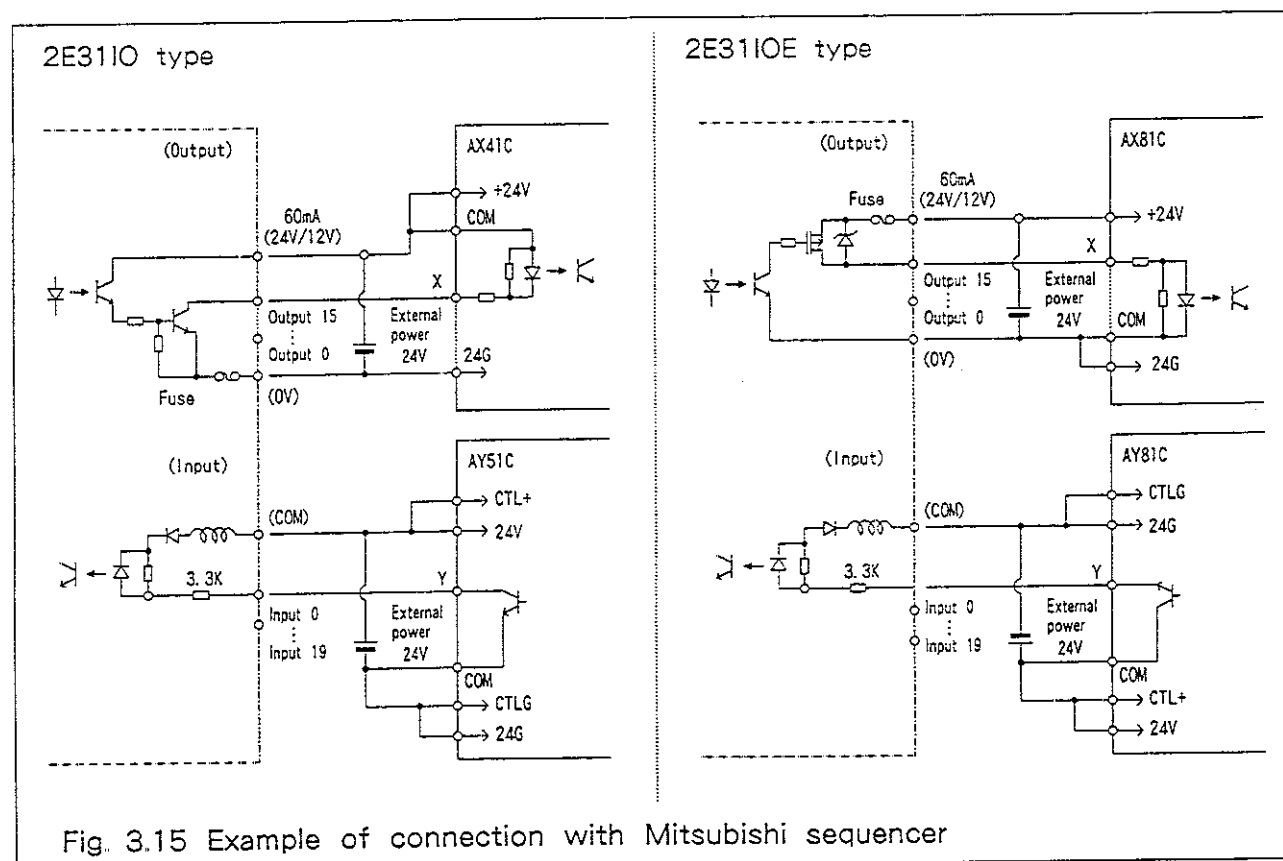 2E31IO type
(Output)
AX41C
+24V
60mA
(24V/12V)
COM
X
Output 15
Output 0
External
power
24V
24G
Fuse
(0V)
(Input)
AY51C
CTL+
(COM)
24V
3.3K
Y
Input 0
Input 19
External
power
24V
COM
CTLG
24G
2E31IOE type
(Output)
AX81C
60mA
(24V/12V)
Fuse
+24V
X
Output 15
Output 0
External
power
24V
COM
(0V)
24G
(Input)
AY81C
CTLG
(COM)
24G
3.3K
Y
Input 0
Input 19
External
power
24V
COM
CTL+
24V
Fig. 3.15 Example of connection with Mitsubishi sequencer